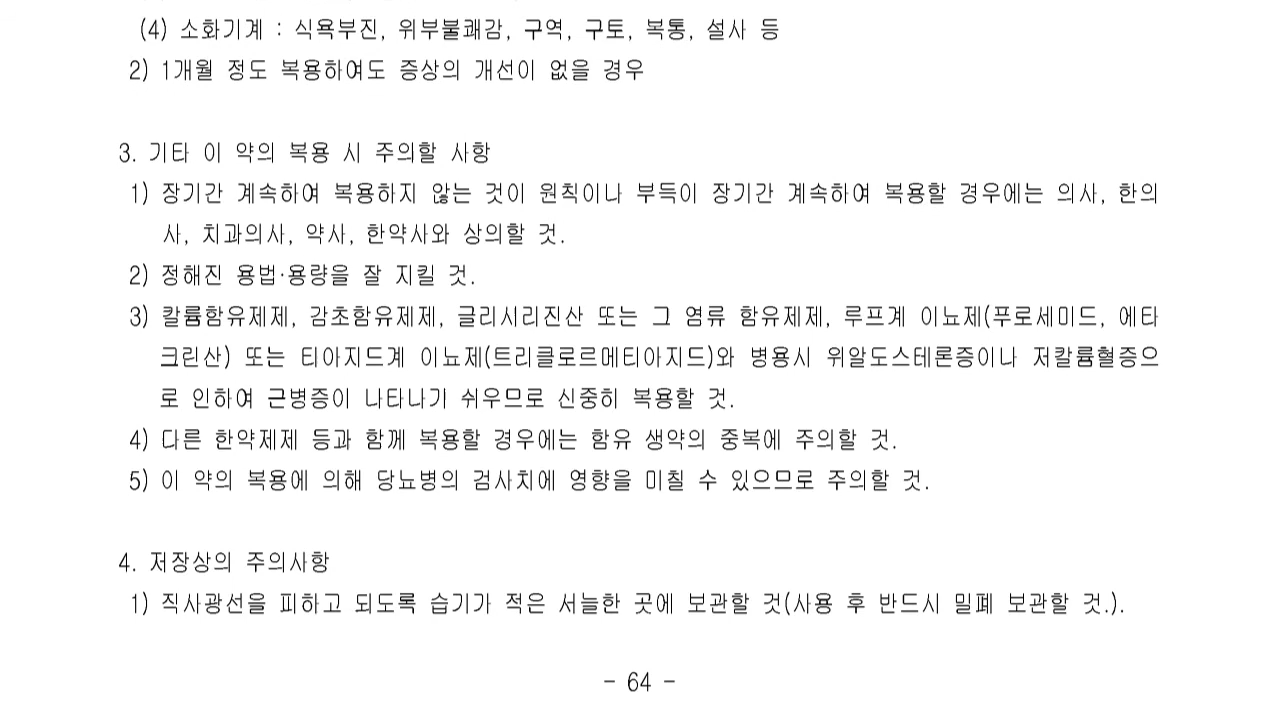 (4) 소화기계 : 식욕부진, 위부불쾌감, 구역, 구토, 복통, 설사 등
2) 1개월 정도 복용하여도 증상의 개선이 없을 경우
3. 기타 이 약의 복용 시 주의할 사항
1) 장기간 계속하여 복용하지 않는 것이 원칙이나 부득이 장기간 계속하여 복용할 경우에는 의사, 한의
사, 치과의사, 약사, 한약사와 상의할 것.
2) 정해진 용법·용량을 잘 지킬 것.
3) 칼륨함유제제, 감초함유제제, 글리시리진산 또는 그 염류 함유제제, 루프계 이뇨제(푸로세미드, 에타
크린산) 또는 티아지드계 이뇨제(트리클로르메티아지드)와 병용시 위알도스테론증이나 저칼륨혈증으
로 인하여 근병증이 나타나기 쉬우므로 신중히 복용할 것.
4) 다른 한약제제 등과 함께 복용할 경우에는 함유 생약의 중복에 주의할 것.
5) 이 약의 복용에 의해 당뇨병의 검사치에 영향을 미칠 수 있으므로 주의할 것.
4. 저장상의 주의사항
1) 직사광선을 피하고 되도록 습기가 적은 서늘한 곳에 보관할 것(사용 후 반드시 밀폐 보관할 것.).
- 64 -